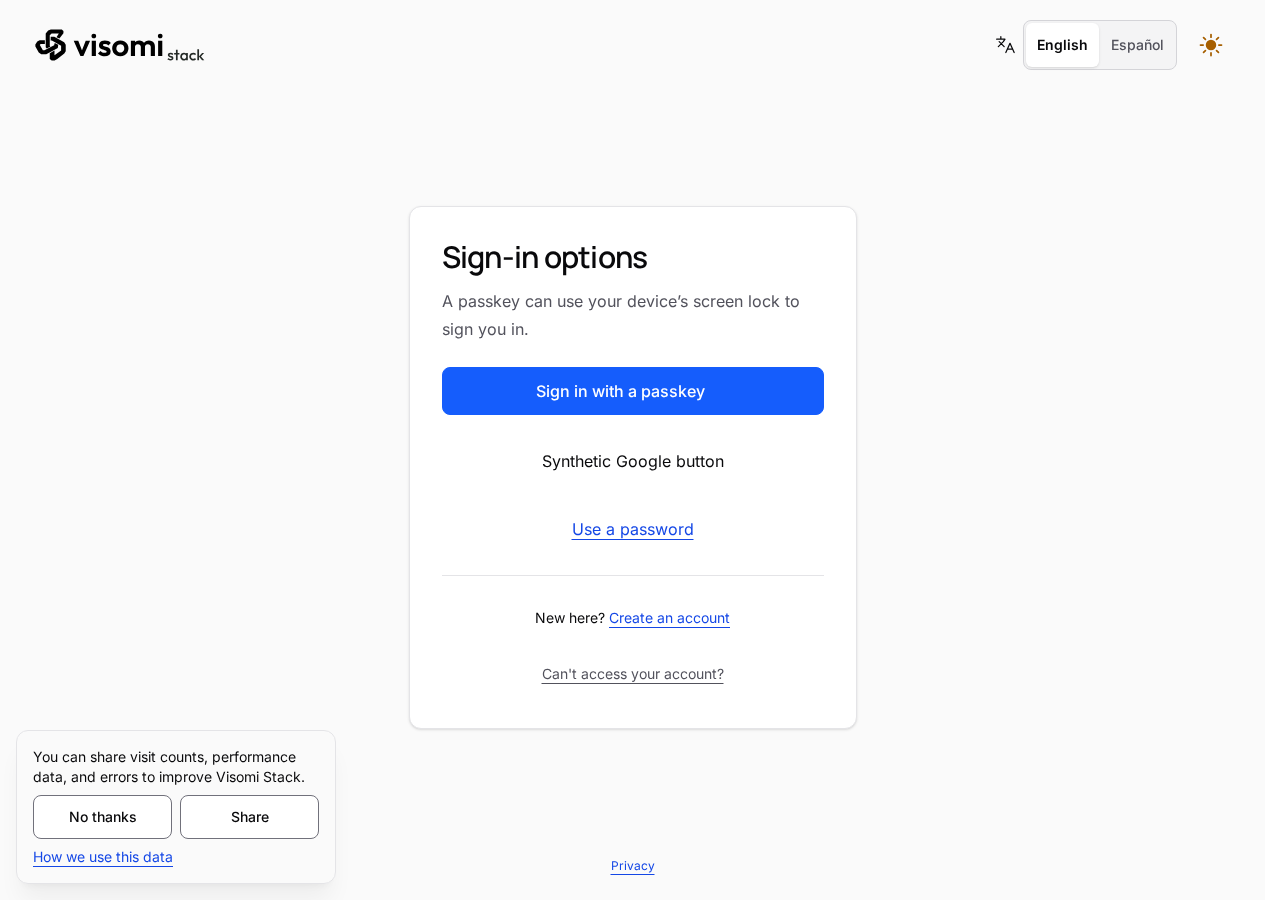 visomi stack
English
Español
Sign-in options
A passkey can use your device’s screen lock to
sign you in.
Sign in with a passkey
Synthetic Google button
Use a password
New here? Create an account
Can't access your account?
You can share visit counts, performance
data, and errors to improve Visomi Stack.
No thanks
Share
How we use this data
Privacy